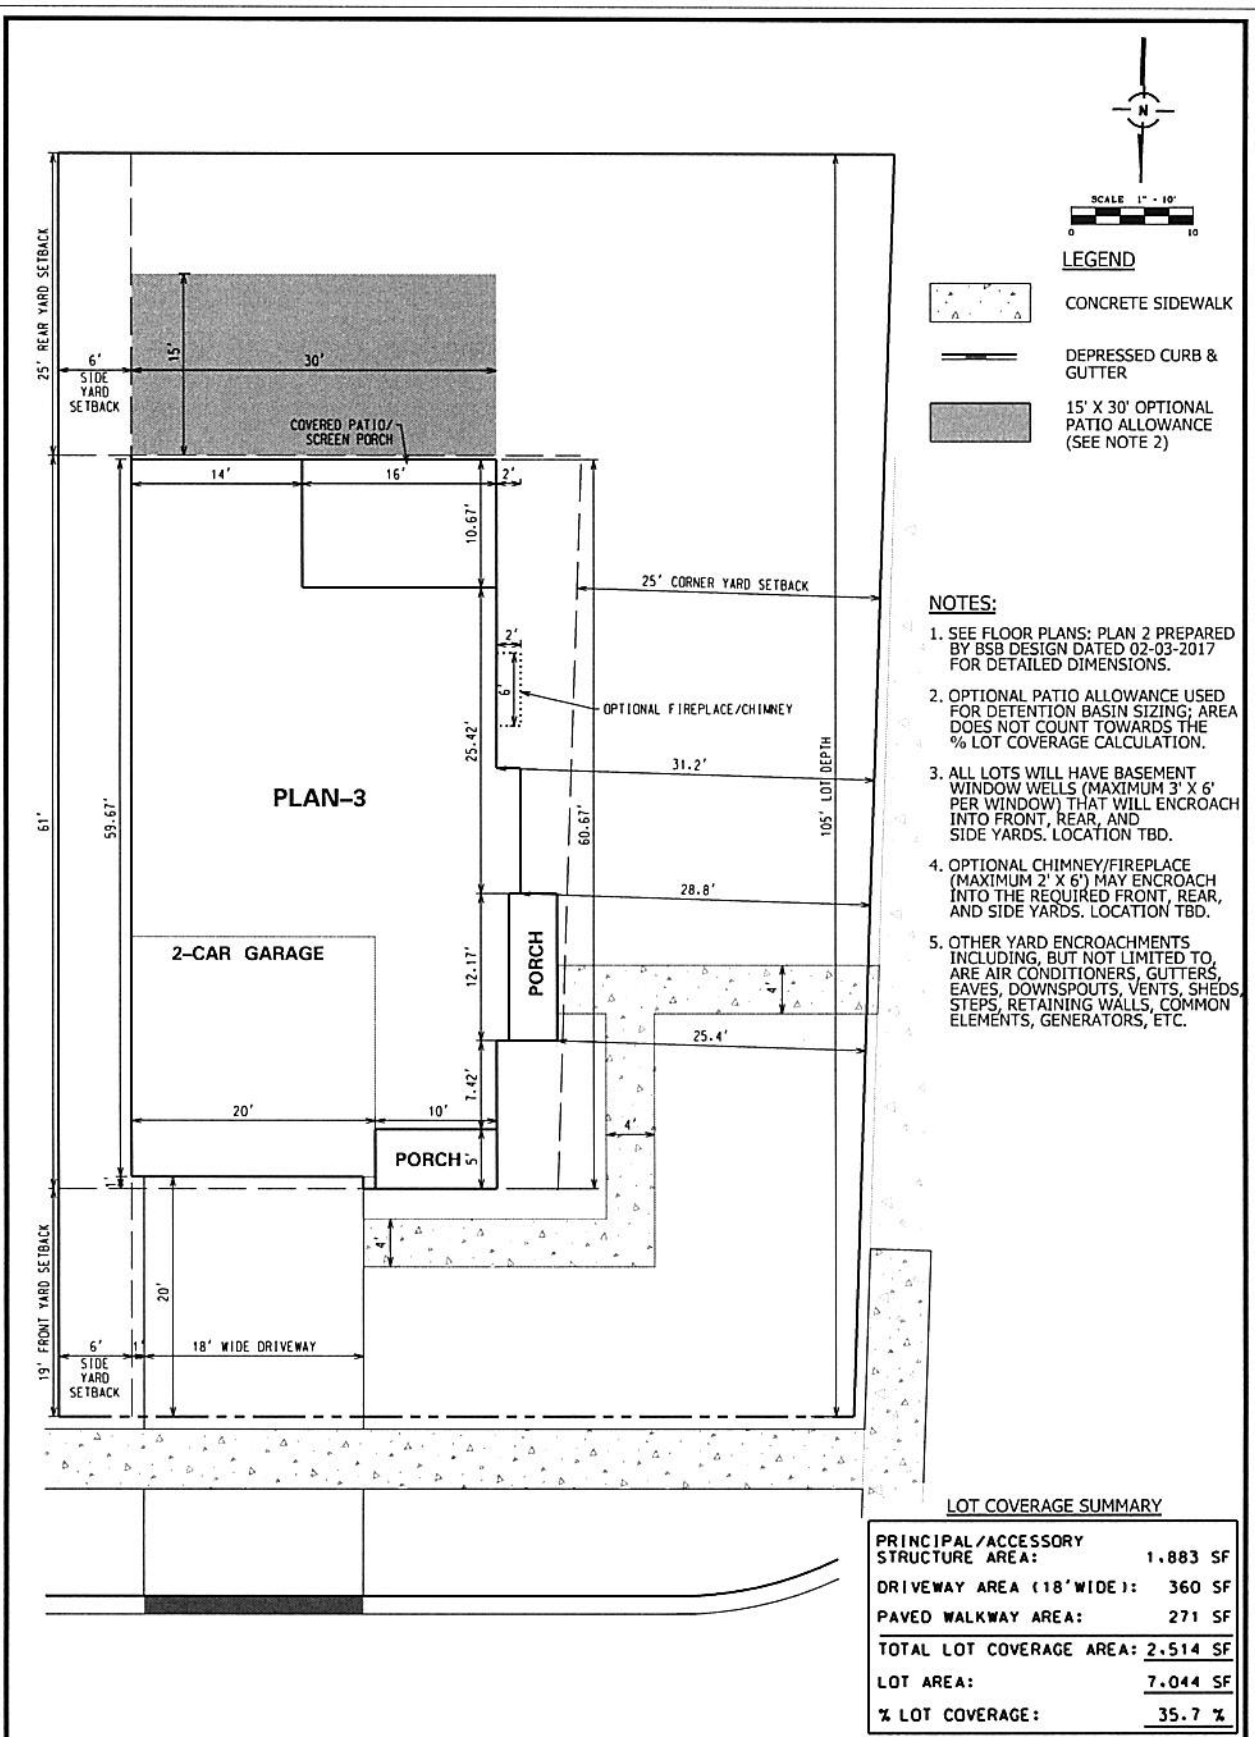 N
SCALE 1" - 10'
0 10
LEGEND
CONCRETE SIDEWALK
DEPRESSED CURB &
GUTTER
15' X 30' OPTIONAL
PATIO ALLOWANCE
(SEE NOTE 2)
25' REAR YARD SETBACK
6'
SIDE
YARD
SETBACK
15'
30'
COVERED PATIO/
SCREEN PORCH
14'
16'
2'
10.67'
25' CORNER YARD SETBACK
2'
6'
OPTIONAL FIREPLACE/CHIMNEY
25.42'
31.2'
105' LOT DEPTH
PLAN-3
61'
59.67'
60.67'
28.8'
2-CAR GARAGE
12.17'
PORCH
4'
25.4'
7.42'
20'
10'
4'
PORCH
5'
1'
4'
19' FRONT YARD SETBACK
20'
6'
SIDE
YARD
SETBACK
1'
18' WIDE DRIVEWAY
NOTES:
1. SEE FLOOR PLANS: PLAN 2 PREPARED
BY BSB DESIGN DATED 02-03-2017
FOR DETAILED DIMENSIONS.
2. OPTIONAL PATIO ALLOWANCE USED
FOR DETENTION BASIN SIZING; AREA
DOES NOT COUNT TOWARDS THE
% LOT COVERAGE CALCULATION.
3. ALL LOTS WILL HAVE BASEMENT
WINDOW WELLS (MAXIMUM 3' X 6'
PER WINDOW) THAT WILL ENCROACH
INTO FRONT, REAR, AND
SIDE YARDS. LOCATION TBD.
4. OPTIONAL CHIMNEY/FIREPLACE
(MAXIMUM 2' X 6') MAY ENCROACH
INTO THE REQUIRED FRONT, REAR,
AND SIDE YARDS. LOCATION TBD.
5. OTHER YARD ENCROACHMENTS
INCLUDING, BUT NOT LIMITED TO,
ARE AIR CONDITIONERS, GUTTERS,
EAVES, DOWNSPOUTS, VENTS, SHEDS,
STEPS, RETAINING WALLS, COMMON
ELEMENTS, GENERATORS, ETC.
LOT COVERAGE SUMMARY
PRINCIPAL/ACCESSORY
STRUCTURE AREA: 1,883 SF
DRIVEWAY AREA (18'WIDE): 360 SF
PAVED WALKWAY AREA: 271 SF
TOTAL LOT COVERAGE AREA: 2,514 SF
LOT AREA: 7,044 SF
% LOT COVERAGE: 35.7 %